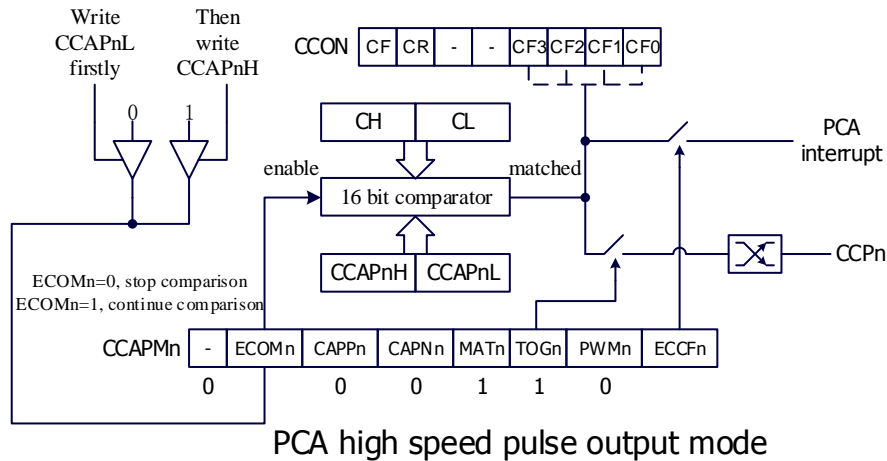 Write
CCAPnL
firstly
Then
write
CCAPnH
0
1
CCON
CF CR - - CF3 CF2 CF1 CF0
CH CL
PCA
interrupt
enable
matched
16 bit comparator
CCPn
CCAPnH CCAPnL
ECOMn=0, stop comparison
ECOMn=1, continue comparison
CCAPMn
- ECOMn CAPPn CAPNn MATn TOGn PWMn ECCFn
0 0 0 1 1 0
PCA high speed pulse output mode